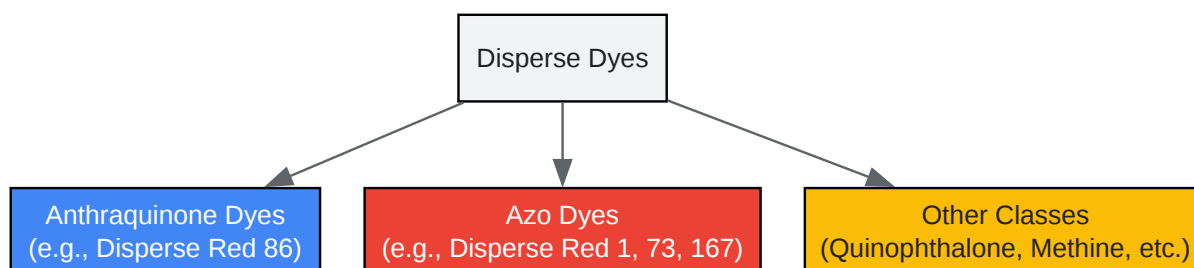 Disperse Dyes
Anthraquinone Dyes
(e.g., Disperse Red 86)
Azo Dyes
(e.g., Disperse Red 1, 73, 167)
Other Classes
(Quinophthalone, Methine, etc.)